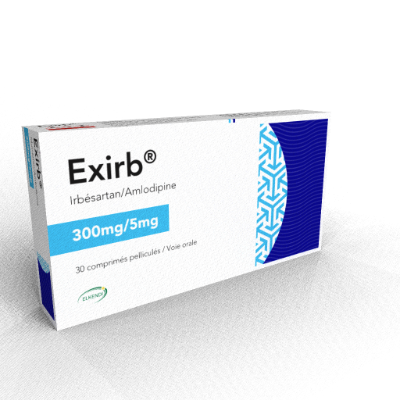 Exirb®
Irbésartan/Amlodipine
300mg/5mg
30 comprimés pelliculés / Voie orale